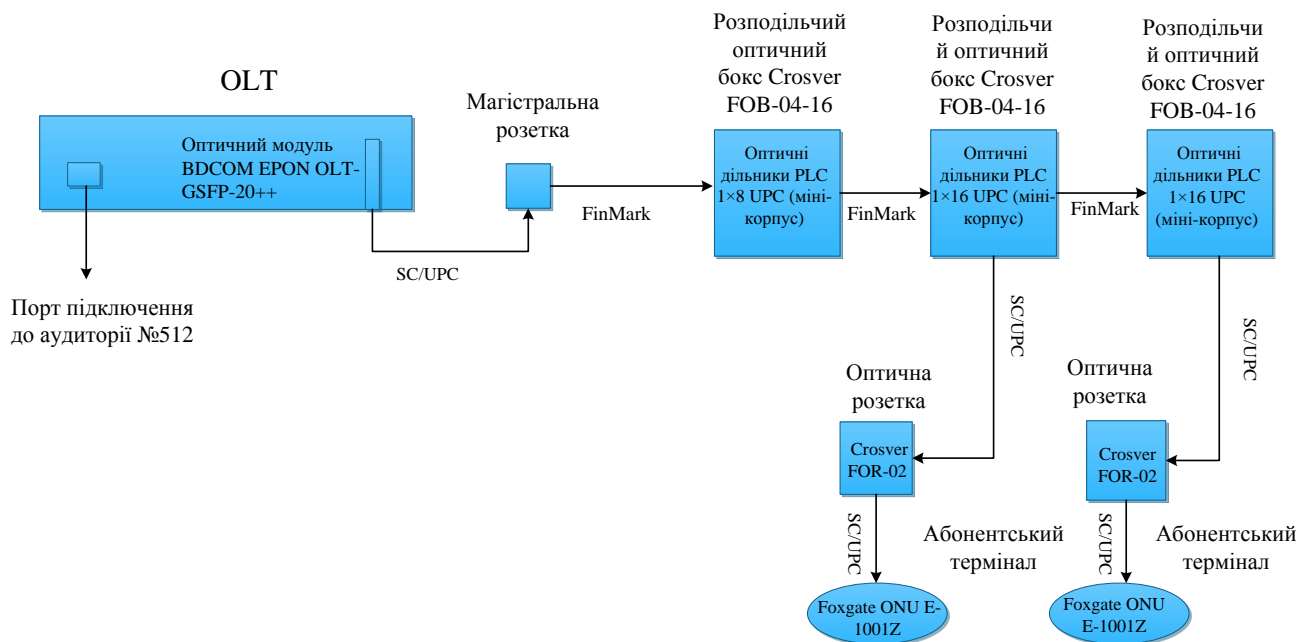 OLT
Оптичний модуль
BDCOM EPON OLT-
GSFP-20++
Порт підключення
до аудиторії №512
SC/UPC
Магістральна
розетка
FinMark
Розподільчий
оптичний
бокс Crosver
FOB-04-16
Оптичні
дільники PLC
1×8 UPC (міні-
корпус)
FinMark
Розподільчи
й оптичний
бокс Crosver
FOB-04-16
Оптичні
дільники PLC
1×16 UPC (міні-
корпус)
FinMark
Розподільчи
й оптичний
бокс Crosver
FOB-04-16
Оптичні
дільники PLC
1×16 UPC
(міні-корпус)
SC/UPC
SC/UPC
Оптична
розетка
Crosver
FOR-02
SC/UPC
Абонентський
термінал
Foxgate ONU E-
1001Z
Оптична
розетка
Crosver
FOR-02
SC/UPC
Абонентський
термінал
Foxgate ONU
E-1001Z